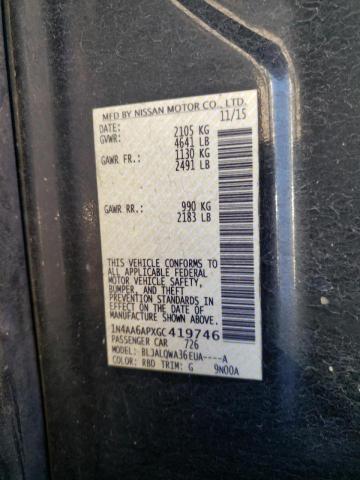 MFD BY NISSAN MOTOR CO., LTD.
DATE: 11/15
GVWR: 2105 KG
4641 LB
GAWR FR.: 1130 KG
2491 LB
GAWR RR.: 990 KG
2183 LB
THIS VEHICLE CONFORMS
TO ALL APPLICABLE FEDERAL
MOTOR VEHICLE SAFETY,
BUMPER, AND THEFT
PREVENTION STANDARDS IN
EFFECT ON THE DATE OF
MANUFACTURE SHOWN ABOVE.
1N4AA6APXGC419746
PASSENGER CAR 726
MODEL: BLJALQWA36EUA----A
COLOR: RBD TRIM: G 9N00A